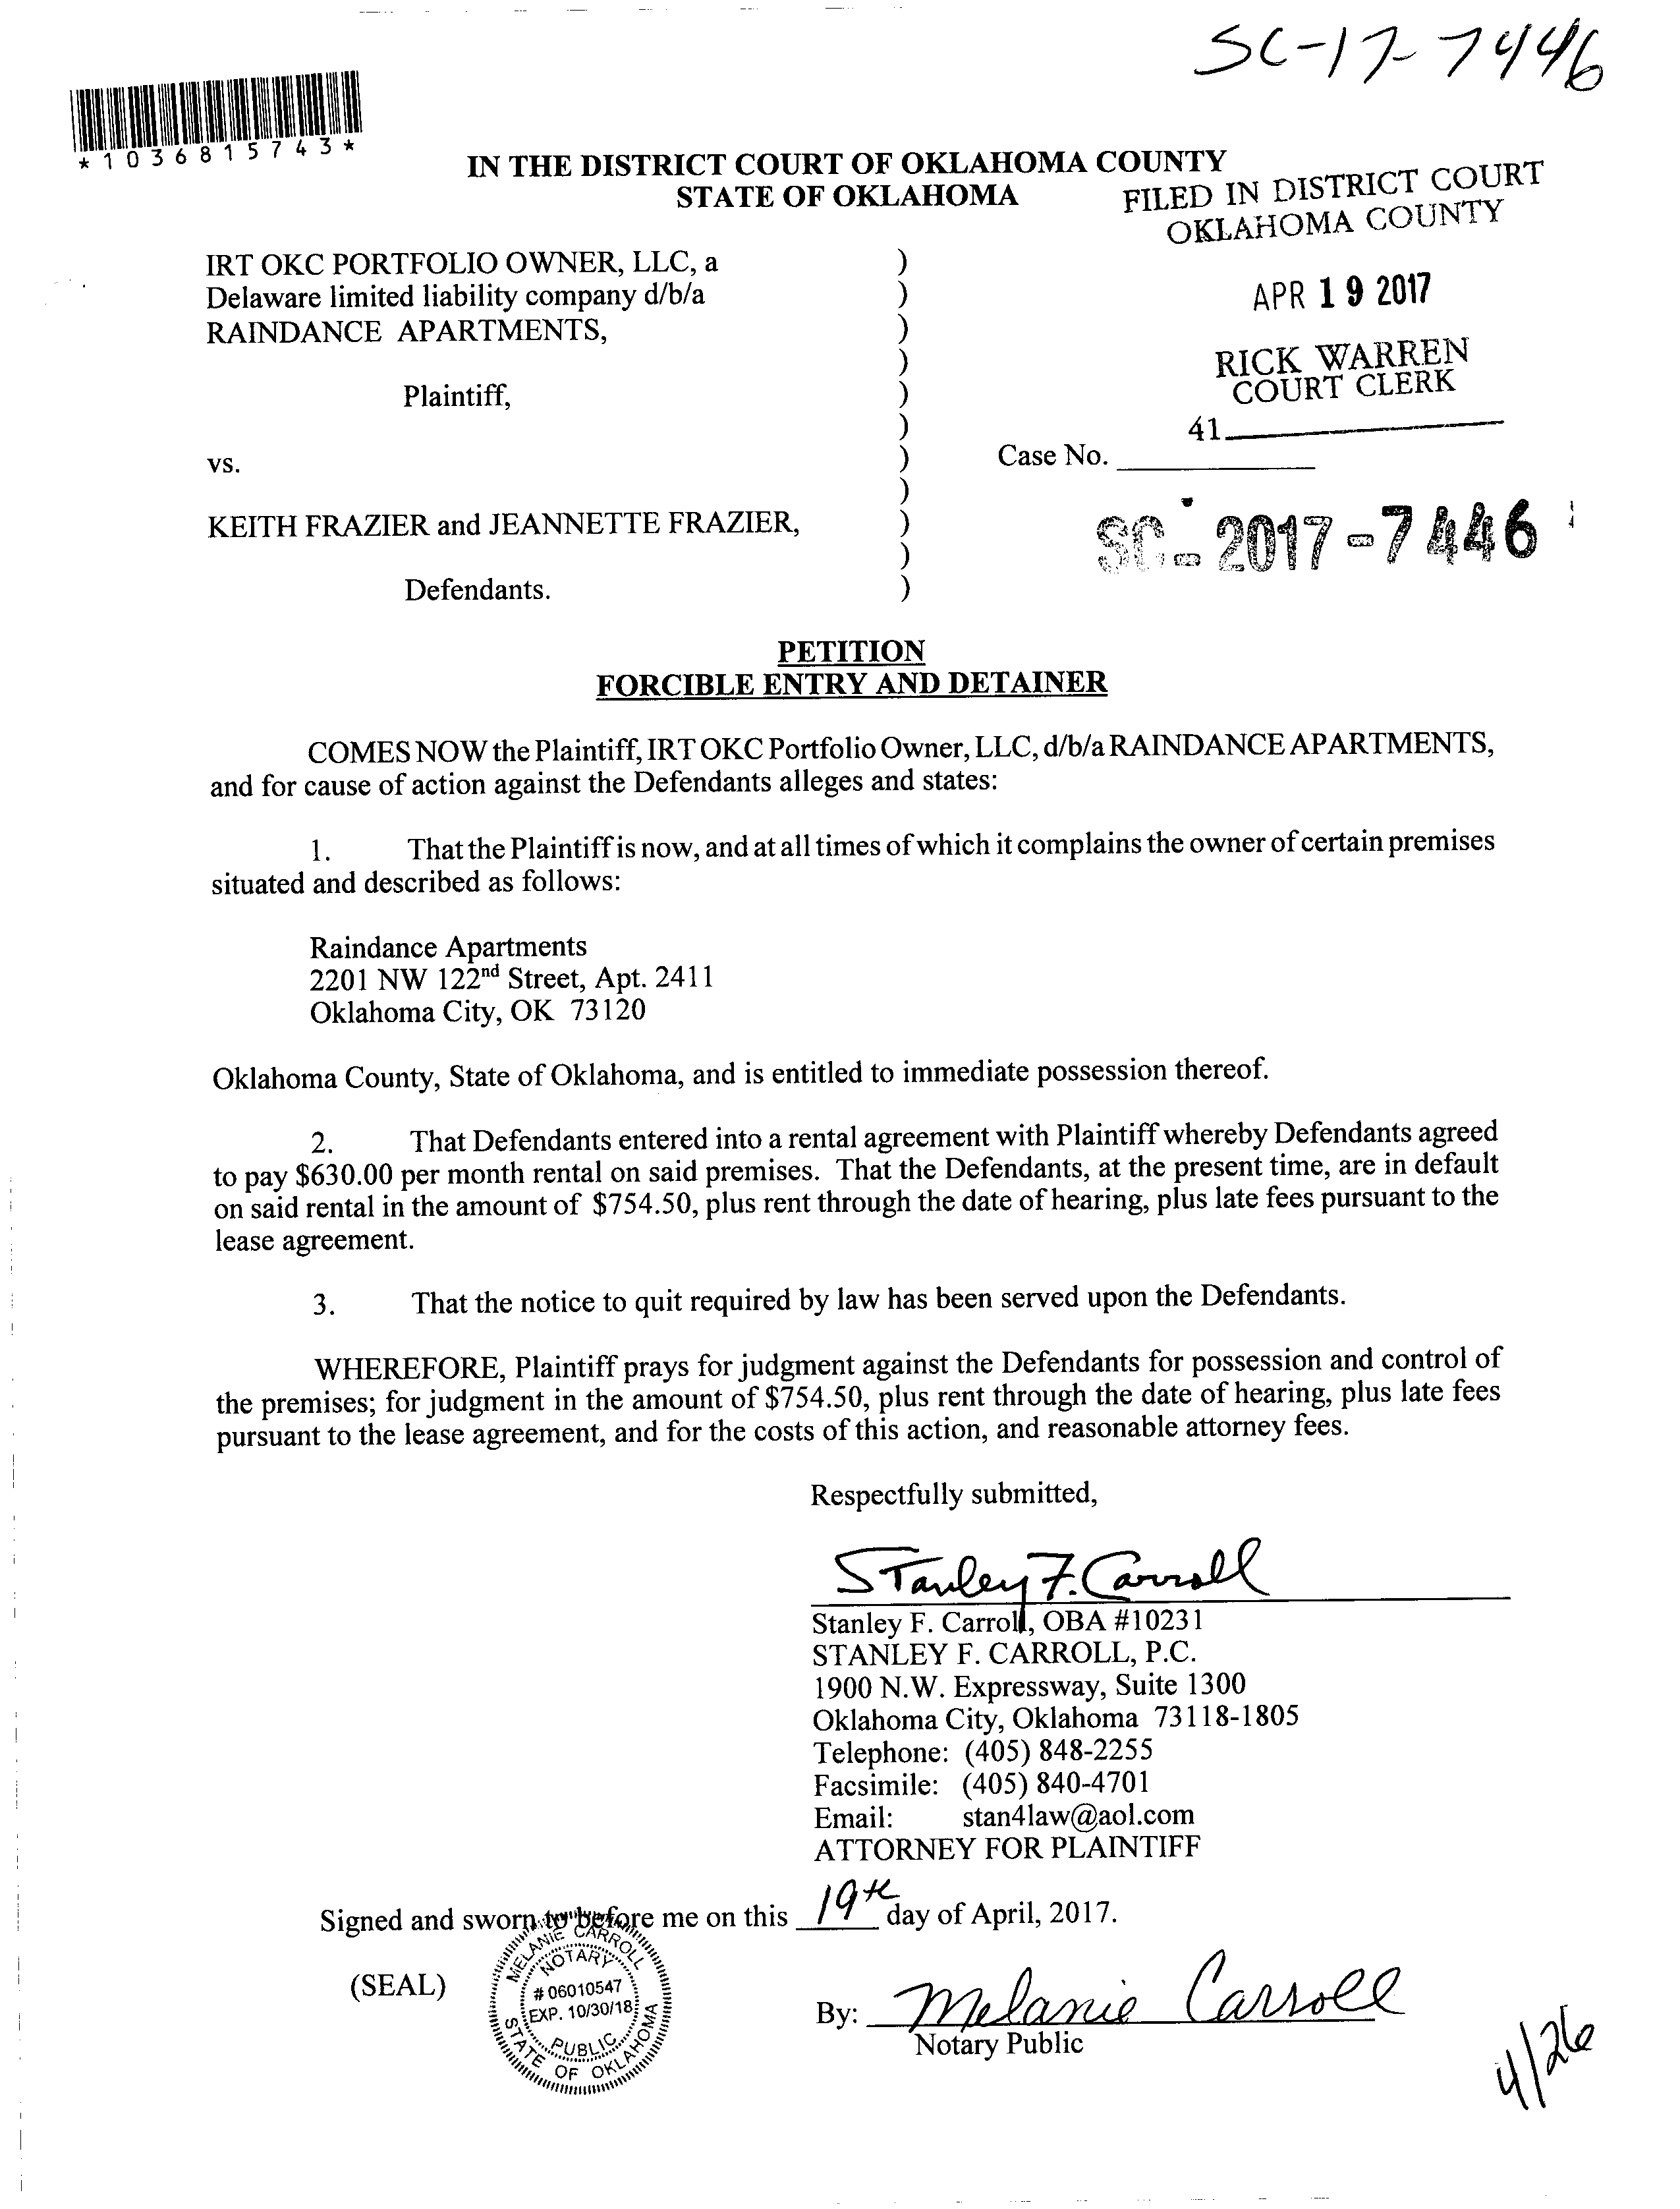 SC-17-7446
*1036815743*
IN THE DISTRICT COURT OF OKLAHOMA COUNTY
STATE OF OKLAHOMA
FILED IN DISTRICT COURT
OKLAHOMA COUNTY
APR 19 2017
RICK WARREN
COURT CLERK
41
IRT OKC PORTFOLIO OWNER, LLC, a )
Delaware limited liability company d/b/a )
RAINDANCE APARTMENTS, )
)
Plaintiff, )
)
vs. ) Case No.
)
KEITH FRAZIER and JEANNETTE FRAZIER, )
)
Defendants. )
SC-2017-7446
PETITION
FORCIBLE ENTRY AND DETAINER
COMES NOW the Plaintiff, IRT OKC Portfolio Owner, LLC, d/b/a RAINDANCE APARTMENTS,
and for cause of action against the Defendants alleges and states:
1. That the Plaintiff is now, and at all times of which it complains the owner of certain premises
situated and described as follows:
Raindance Apartments
2201 NW 122nd Street, Apt. 2411
Oklahoma City, OK 73120
Oklahoma County, State of Oklahoma, and is entitled to immediate possession thereof.
2. That Defendants entered into a rental agreement with Plaintiff whereby Defendants agreed
to pay $630.00 per month rental on said premises. That the Defendants, at the present time, are in default
on said rental in the amount of $754.50, plus rent through the date of hearing, plus late fees pursuant to the
lease agreement.
3. That the notice to quit required by law has been served upon the Defendants.
WHEREFORE, Plaintiff prays for judgment against the Defendants for possession and control of
the premises; for judgment in the amount of $754.50, plus rent through the date of hearing, plus late fees
pursuant to the lease agreement, and for the costs of this action, and reasonable attorney fees.
Respectfully submitted,
Stanley F. Carroll
Stanley F. Carroll, OBA #10231
STANLEY F. CARROLL, P.C.
1900 N.W. Expressway, Suite 1300
Oklahoma City, Oklahoma 73118-1805
Telephone: (405) 848-2255
Facsimile: (405) 840-4701
Email: stan4law@aol.com
ATTORNEY FOR PLAINTIFF
Signed and sworn to before me on this 19th day of April, 2017.
(SEAL)
MELANIE CARROLL
NOTARY
# 06010547
EXP. 10/30/18
PUBLIC
STATE OF OKLAHOMA
By: Melanie Carroll
Notary Public
4/26